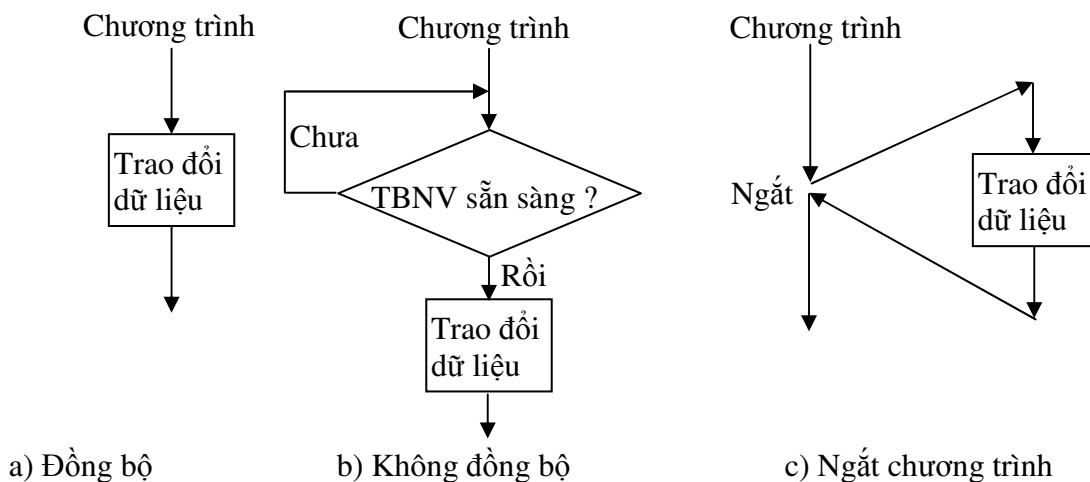 Chương trình
Trao đổi
dữ liệu
a) Đồng bộ
Chương trình
Chưa
TBNV sẵn sàng ?
Rồi
Trao đổi
dữ liệu
b) Không đồng bộ
Chương trình
Ngắt
Trao đổi
dữ liệu
c) Ngắt chương trình